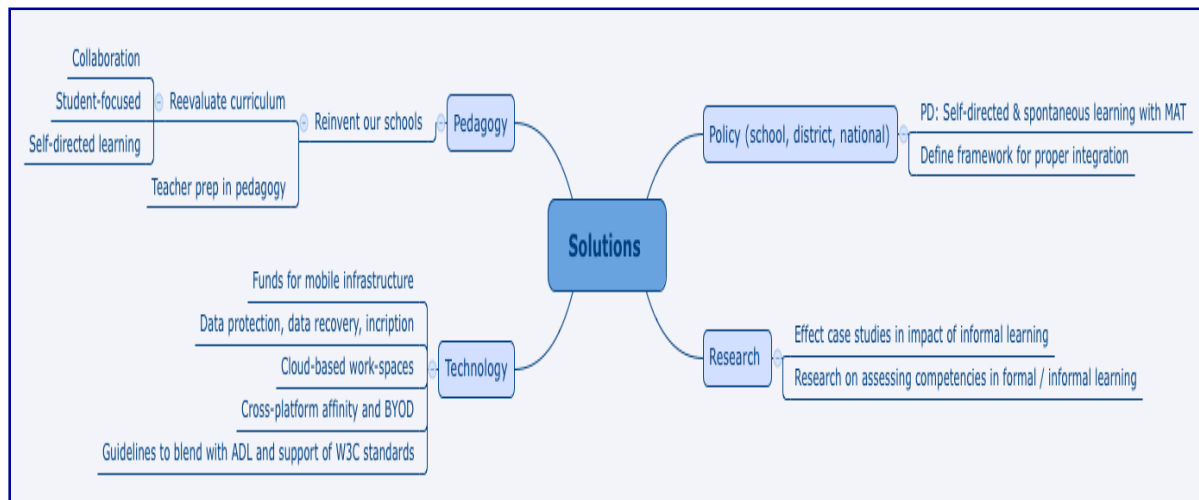 Solutions
Pedagogy
Reinvent our schools
Reevaluate curriculum
Collaboration
Student-focused
Self-directed learning
Teacher prep in pedagogy
Technology
Funds for mobile infrastructure
Data protection, data recovery, incription
Cloud-based work-spaces
Cross-platform affinity and BYOD
Guidelines to blend with ADL and support of W3C standards
Policy (school, district, national)
PD: Self-directed & spontaneous learning with MAT
Define framework for proper integration
Research
Effect case studies in impact of informal learning
Research on assessing competencies in formal / informal learning